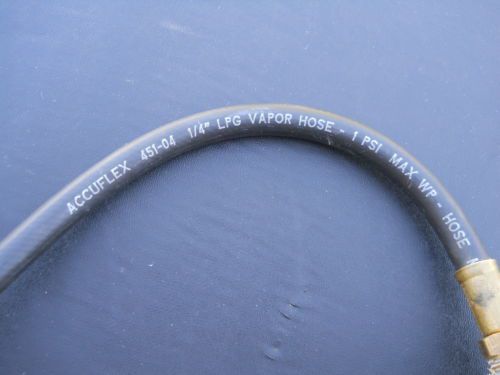 ACCUFLEX 451-04 1/4" LPG VAPOR HOSE - 1 PSI MAX WP - HOSE